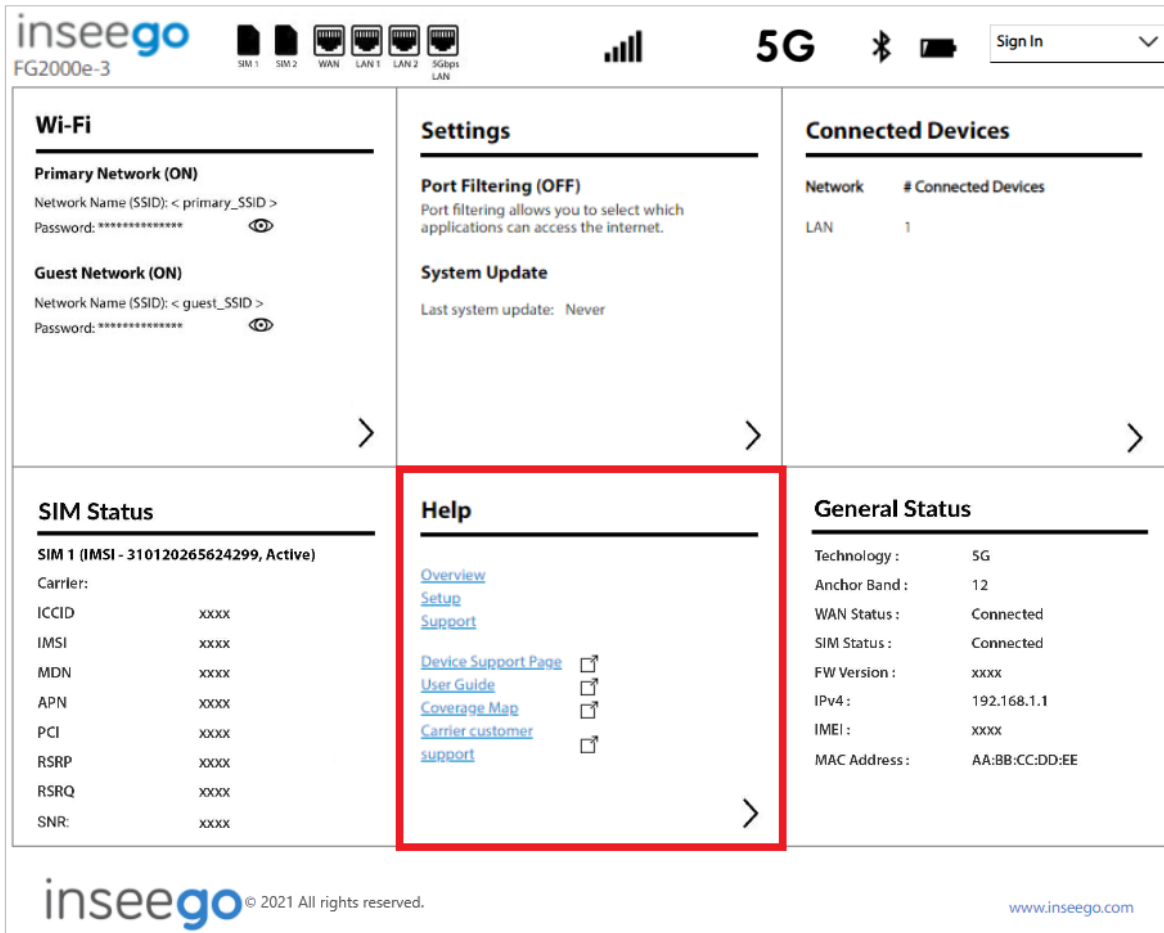 inseego
FG2000e-3
SIM 1 SIM 2 WAN LAN 1 LAN 2 5Gbps LAN
5G
Sign In
Wi-Fi
Primary Network (ON)
Network Name (SSID): < primary_SSID >
Password: **************
Guest Network (ON)
Network Name (SSID): < guest_SSID >
Password: **************
Settings
Port Filtering (OFF)
Port filtering allows you to select which
applications can access the internet.
System Update
Last system update: Never
Connected Devices
Network # Connected Devices
LAN 1
SIM Status
SIM 1 (IMSI - 310120265624299, Active)
Carrier:
ICCID xxxx
IMSI xxxx
MDN xxxx
APN xxxx
PCI xxxx
RSRP xxxx
RSRQ xxxx
SNR: xxxx
Help
Overview
Setup
Support
Device Support Page
User Guide
Coverage Map
Carrier customer
support
General Status
Technology : 5G
Anchor Band : 12
WAN Status : Connected
SIM Status : Connected
FW Version : xxxx
IPv4 : 192.168.1.1
IMEI : xxxx
MAC Address : AA:BB:CC:DD:EE
inseego © 2021 All rights reserved.
www.inseego.com